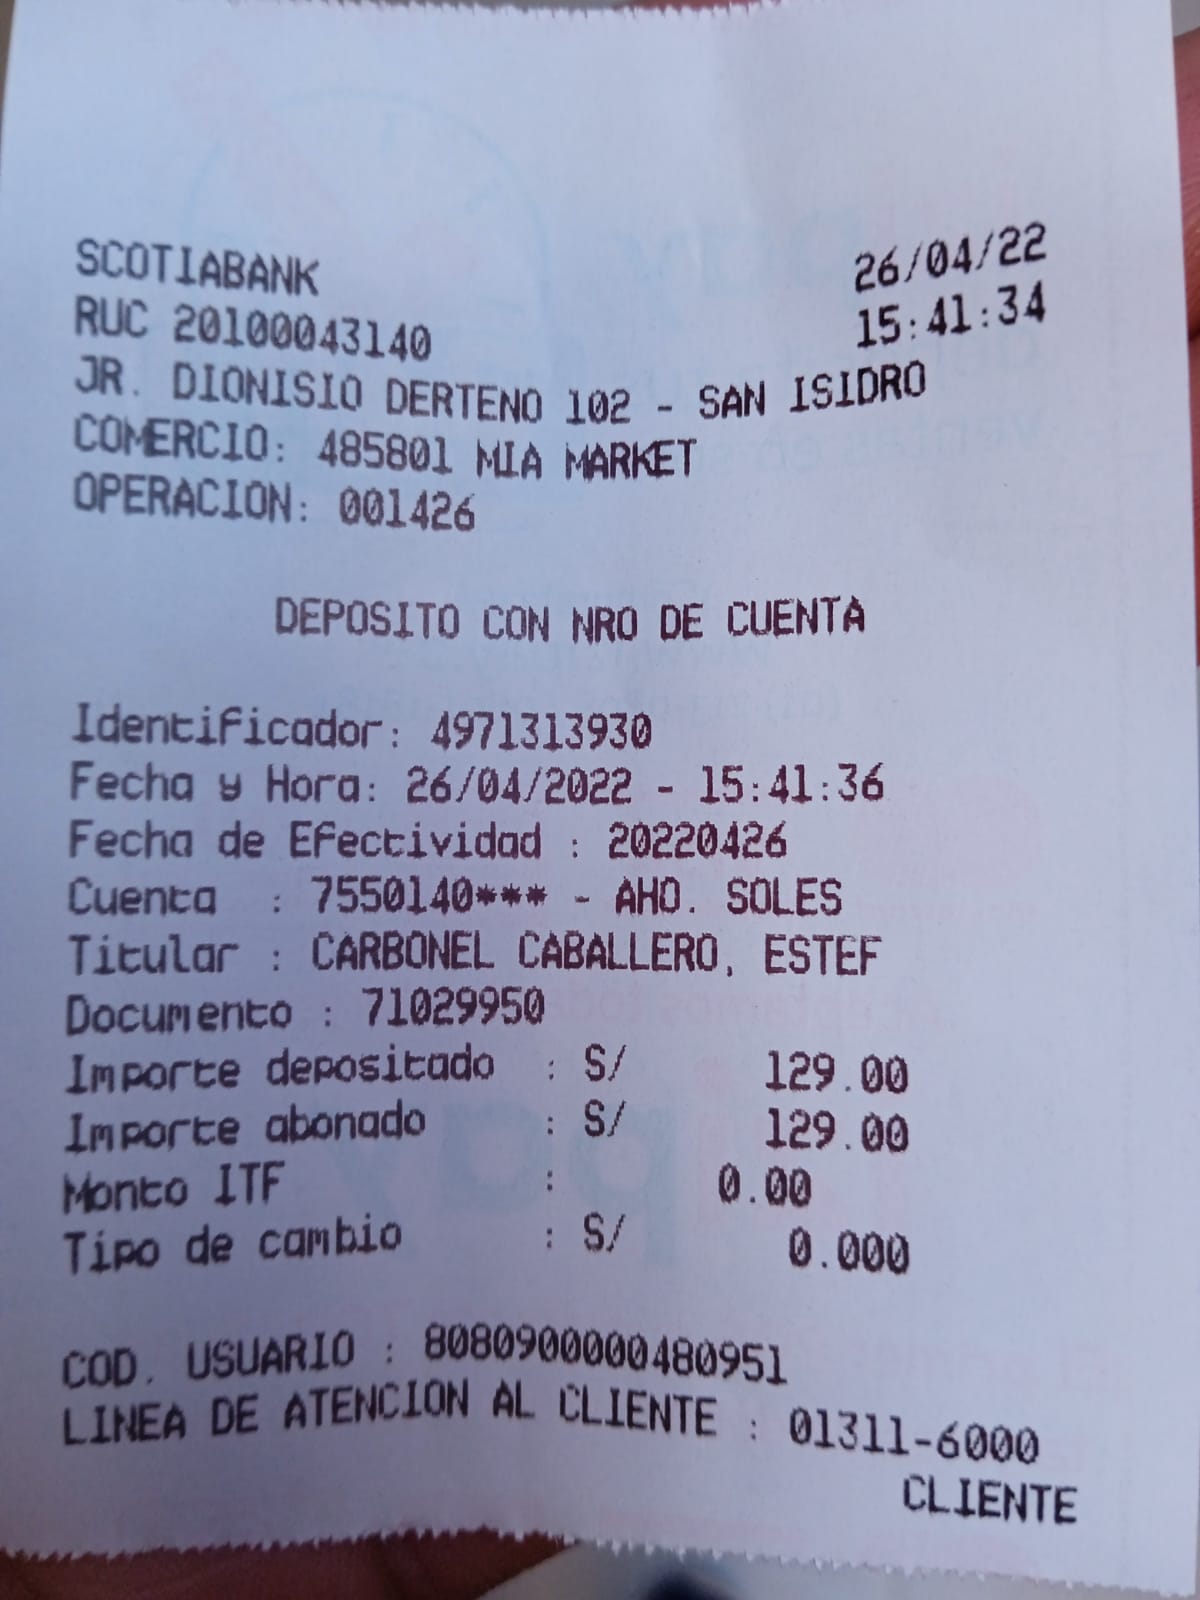 SCOTIABANK 26/04/22
RUC 20100043140 15:41:34
JR. DIONISIO DERTENO 102 - SAN ISIDRO
COMERCIO: 485801 MIA MARKET
OPERACION: 001426
DEPOSITO CON NRO DE CUENTA
Identificador: 4971313930
Fecha y Hora: 26/04/2022 - 15:41:36
Fecha de Efectividad : 20220426
Cuenta : 7550140*** - AHO. SOLES
Titular : CARBONEL CABALLERO, ESTEF
Documento : 71029950
Importe depositado : S/ 129.00
Importe abonado : S/ 129.00
Monto ITF : 0.00
Tipo de cambio : S/ 0.000
COD. USUARIO : 8080900000480951
LINEA DE ATENCION AL CLIENTE : 01311-6000
CLIENTE